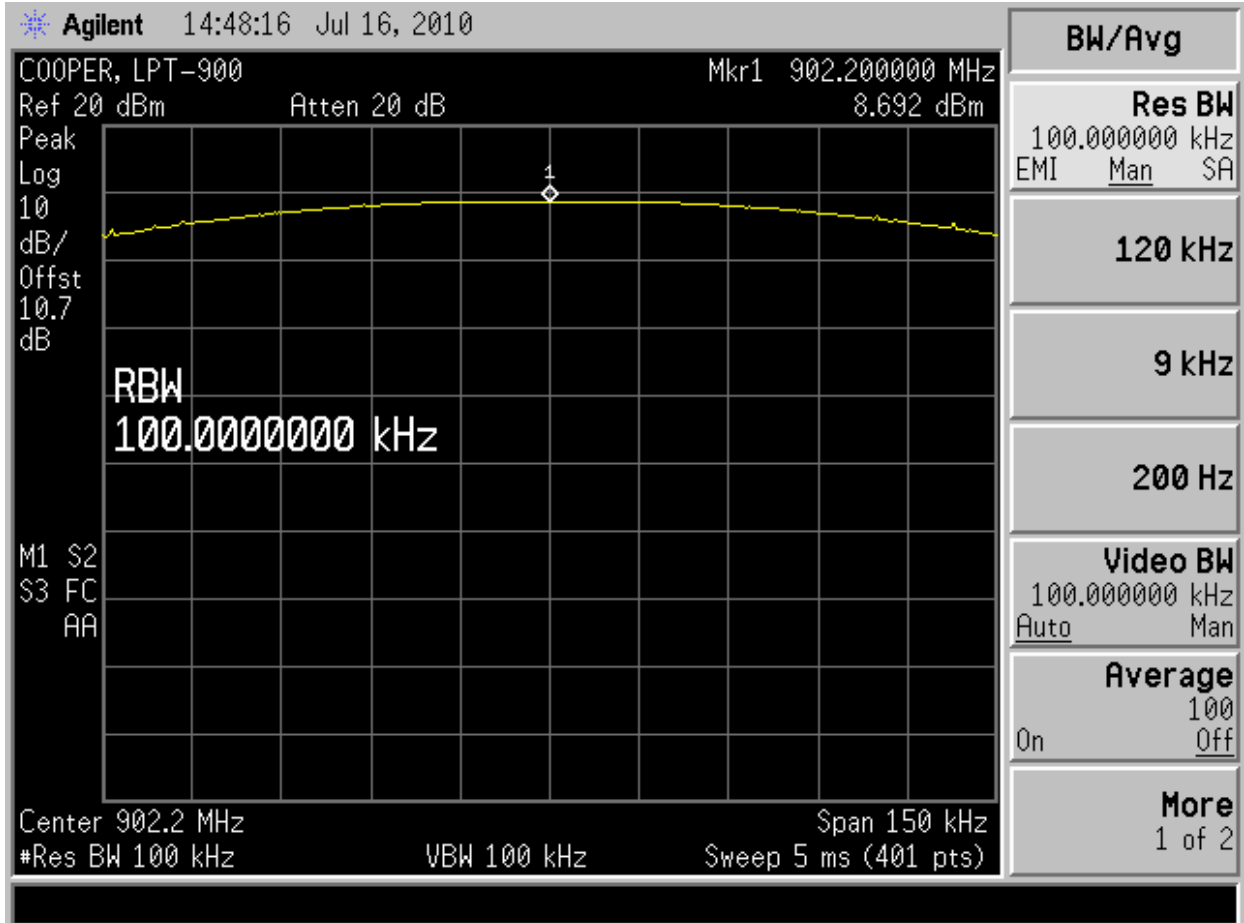 Agilent 14:48:16 Jul 16, 2010
COOPER, LPT-900 Mkr1 902.200000 MHz
Ref 20 dBm Atten 20 dB 8.692 dBm
Peak
Log
10
dB/
Offst
10.7
dB
1
RBW
100.0000000 kHz
M1 S2
S3 FC
AA
Center 902.2 MHz Span 150 kHz
#Res BW 100 kHz VBW 100 kHz Sweep 5 ms (401 pts)
BW/Avg
Res BW
100.000000 kHz
EMI Man SA
120 kHz
9 kHz
200 Hz
Video BW
100.000000 kHz
Auto Man
Average
100
On Off
More
1 of 2